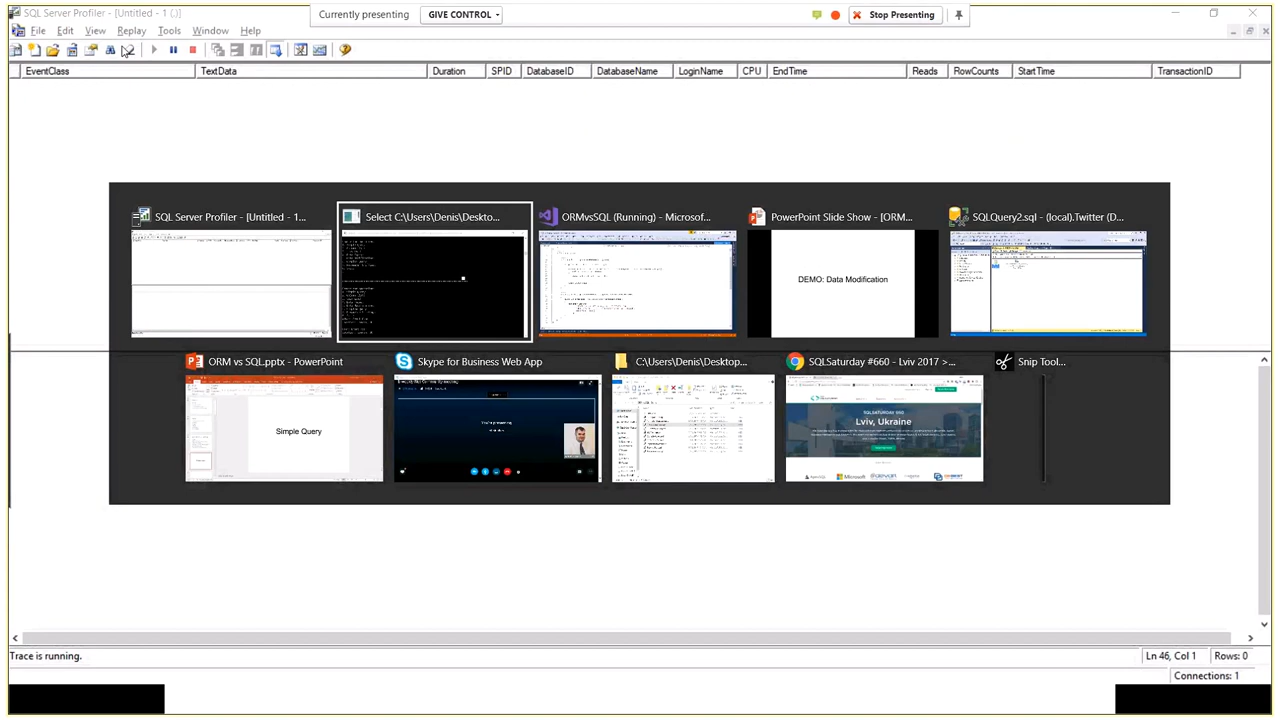 SQL Server Profiler - [Untitled - 1 (.)]
Currently presenting
GIVE CONTROL
Stop Presenting
File Edit View Replay Tools Window Help
EventClass TextData Duration SPID DatabaseID DatabaseName LoginName CPU EndTime Reads RowCounts StartTime TransactionID
SQL Server Profiler - [Untitled - 1...
Select C:\Users\Denis\Deskto...
ORMvsSQL (Running) - Microsof...
PowerPoint Slide Show - [ORM...
SQLQuery2.sql - (local).Twitter (D...
DEMO: Data Modification
ORM vs SQL.pptx - PowerPoint
Skype for Business Web App
C:\Users\Denis\Desktop...
SQLSaturday #660 - Lviv 2017 >...
Snip Tool...
Simple Query
SQLSATURDAY 660
Lviv, Ukraine
Microsoft
Trace is running.
Ln 46, Col 1
Rows: 0
Connections: 1